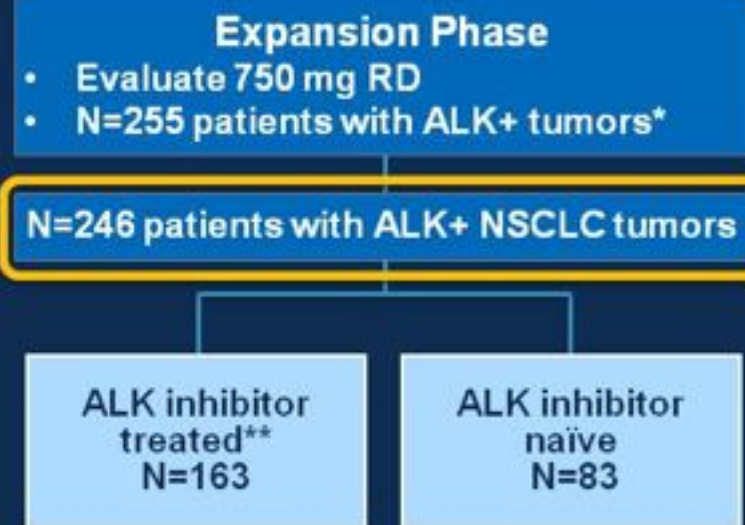 Expansion Phase
• Evaluate 750 mg RD
• N=255 patients with ALK+ tumors*
N=246 patients with ALK+ NSCLC tumors
ALK inhibitor
treated**
N=163
ALK inhibitor
naïve
N=83